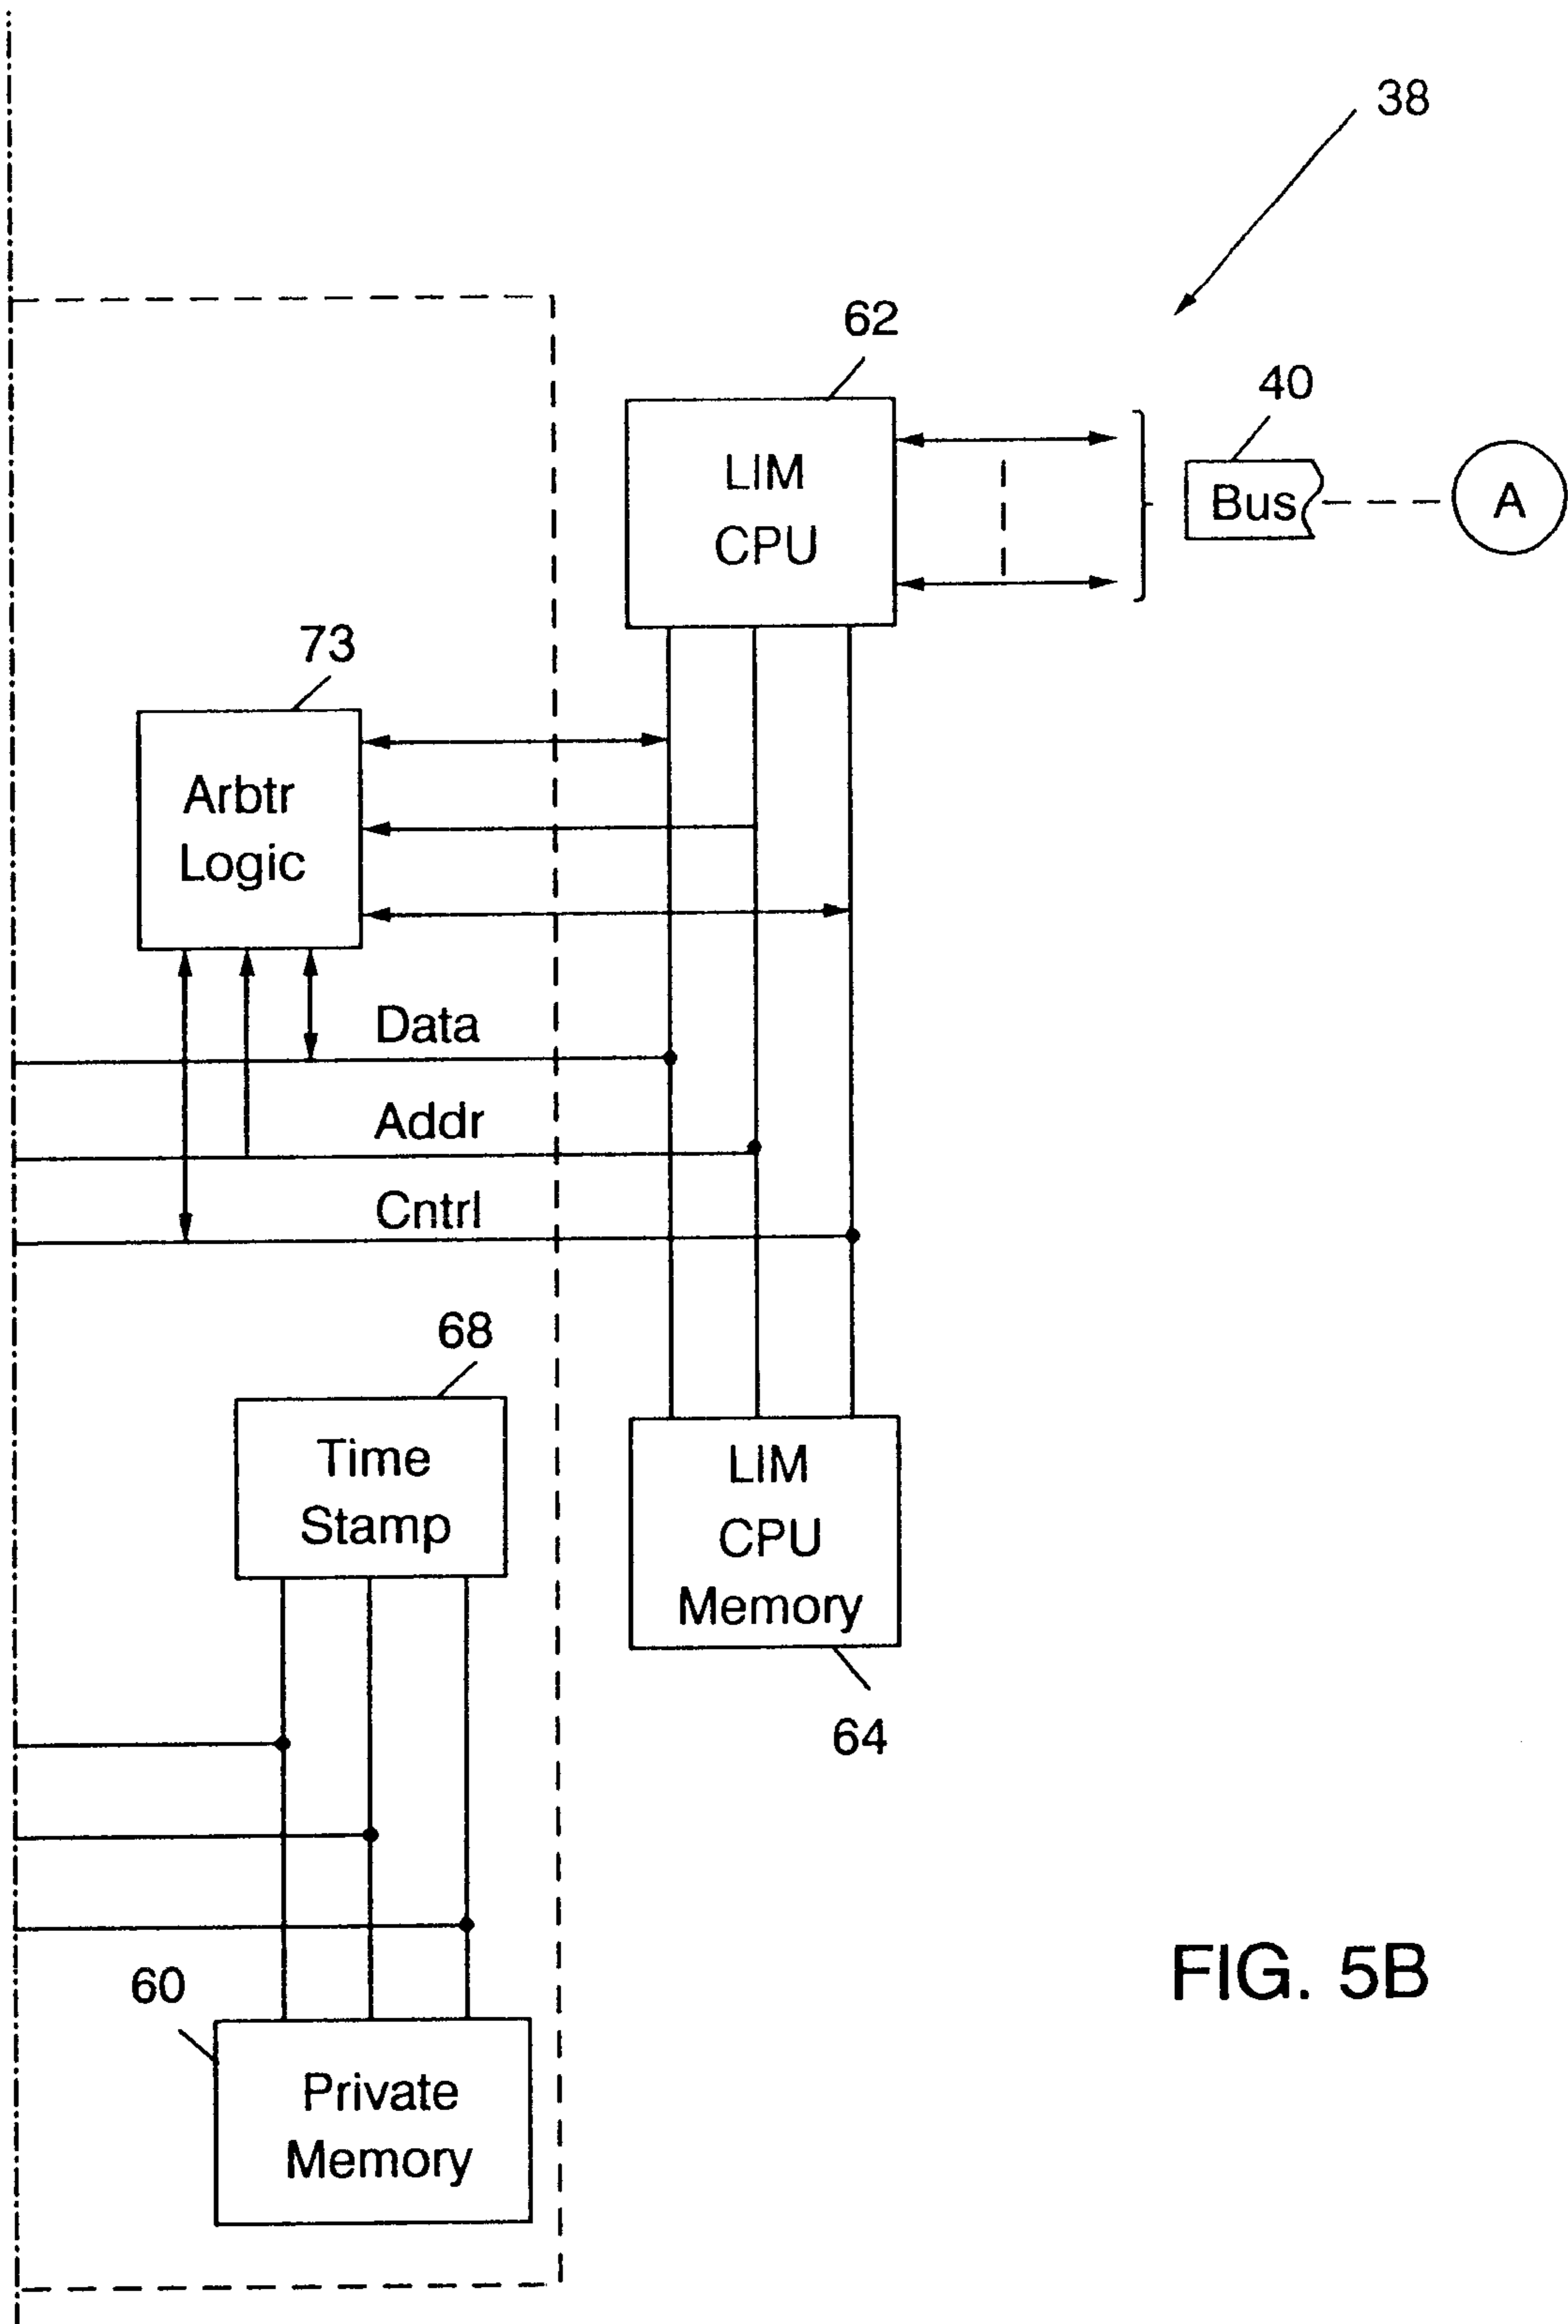 38
62
40
LIM
CPU
Bus
A
73
Arbtr
Logic
Data
Addr
Cntrl
68
Time
Stamp
LIM
CPU
Memory
64
60
Private
Memory
FIG. 5B